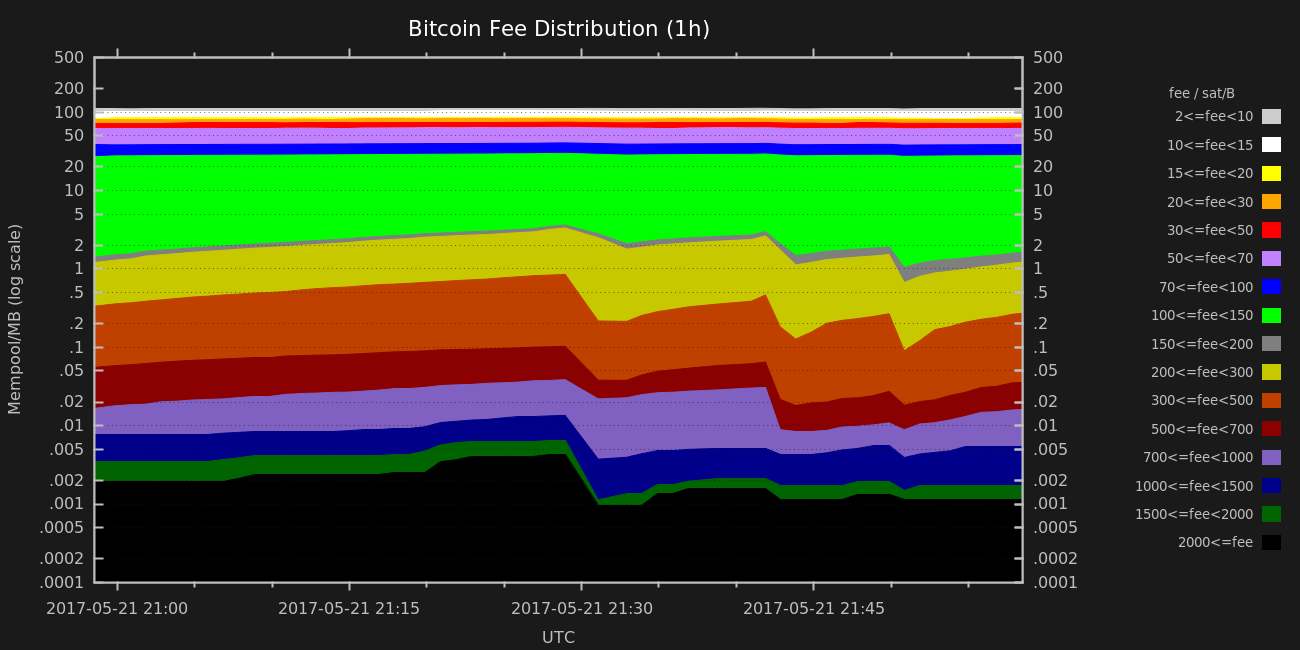 Bitcoin Fee Distribution (1h)
500
200
100
50
20
10
5
2
1
.5
.2
.1
.05
.02
.01
.005
.002
.001
.0005
.0002
.0001
Mempool/MB (log scale)
500
200
100
50
20
10
5
2
1
.5
.2
.1
.05
.02
.01
.005
.002
.001
.0005
.0002
.0001
2017-05-21 21:00
2017-05-21 21:15
2017-05-21 21:30
2017-05-21 21:45
UTC
fee / sat/B
2<=fee<10
10<=fee<15
15<=fee<20
20<=fee<30
30<=fee<50
50<=fee<70
70<=fee<100
100<=fee<150
150<=fee<200
200<=fee<300
300<=fee<500
500<=fee<700
700<=fee<1000
1000<=fee<1500
1500<=fee<2000
2000<=fee